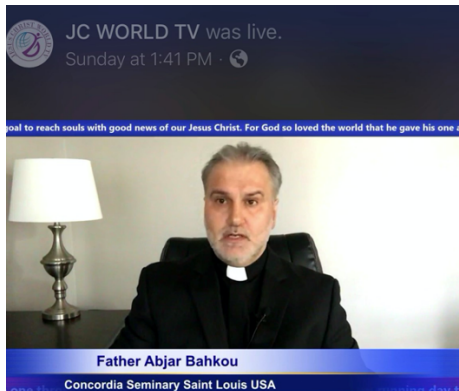 JC WORLD TV was live.
Sunday at 1:41 PM ·
goal to reach souls with good news of our Jesus Christ. For God so loved the world that he gave his one a
Father Abjar Bahkou
Concordia Seminary Saint Louis USA